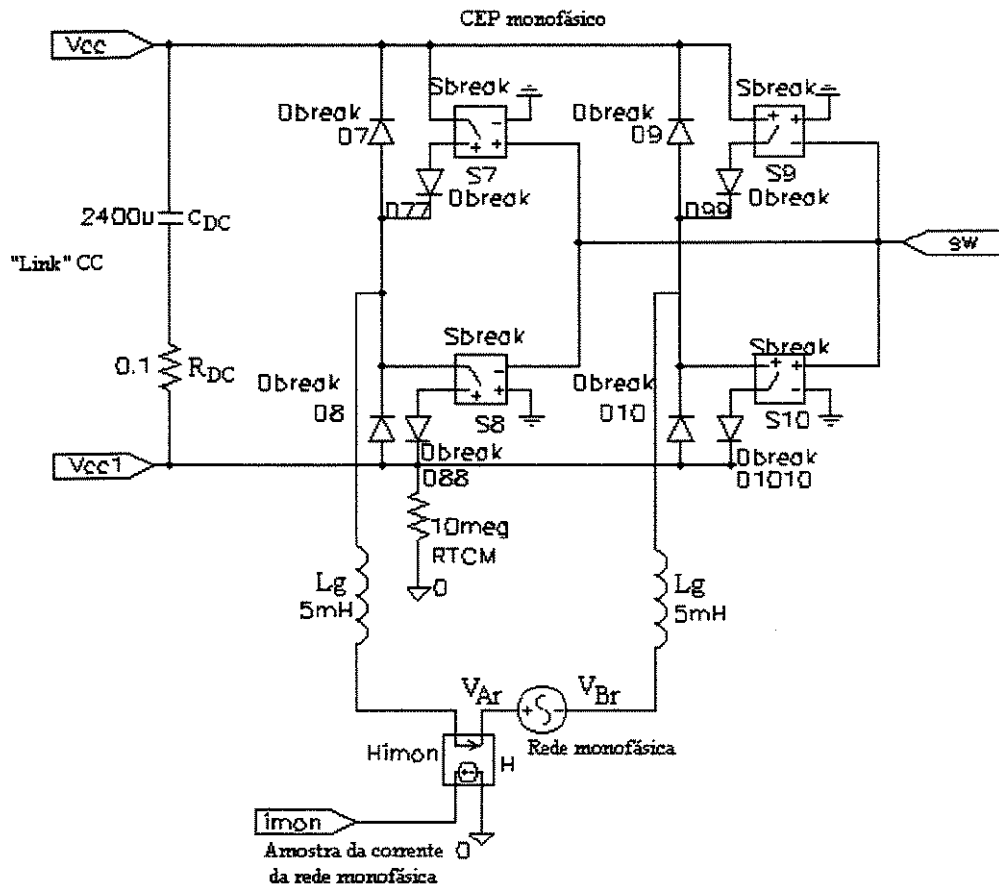 CEP monofásico
Vcc
Sbreak
Sbreak
Dbreak
D7
Dbreak
D9
S7
S9
Dbreak
Dbreak
D77
D99
2400u
CDC
"Link" CC
sw
0.1
RDC
Sbreak
Sbreak
Dbreak
D8
Dbreak
D10
S8
S10
Vcc1
Dbreak
D88
Dbreak
D1010
10meg
RTCM
0
Lg
5mH
Lg
5mH
VAr
VBr
Rede monofásica
Himon
H
imon
0
Amostra da corrente
da rede monofásica